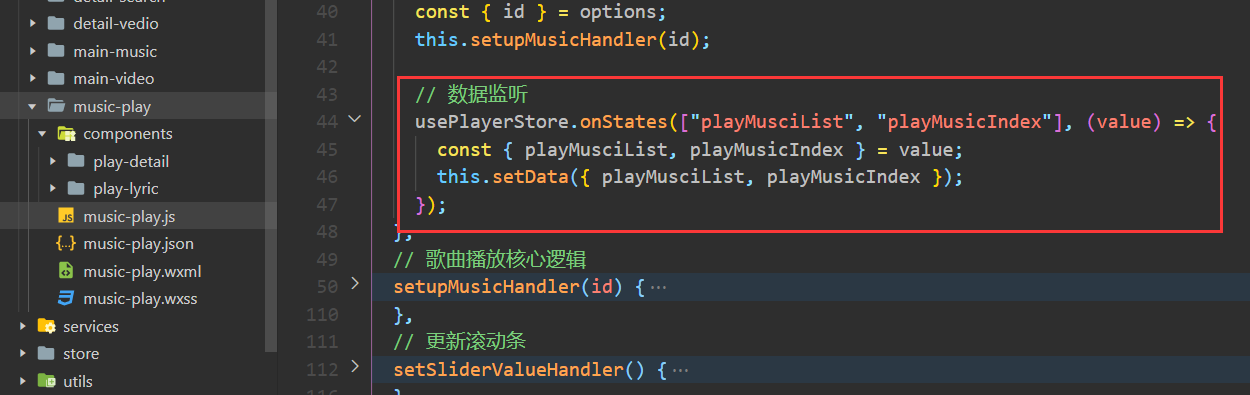 detail-search
detail-vedio
main-music
main-video
music-play
components
play-detail
play-lyric
JS music-play.js
{..} music-play.json
music-play.wxml
music-play.wxss
services
store
utils
40 const { id } = options;
41 this.setupMusicHandler(id);
42
43 // 数据监听
44 usePlayerStore.onStates(["playMusciList", "playMusicIndex"], (value) => {
45 const { playMusciList, playMusicIndex } = value;
46 this.setData({ playMusciList, playMusicIndex });
47 });
48 },
49 // 歌曲播放核心逻辑
50 setupMusicHandler(id) {···
110 },
111 // 更新滚动条
112 setSliderValueHandler() {···